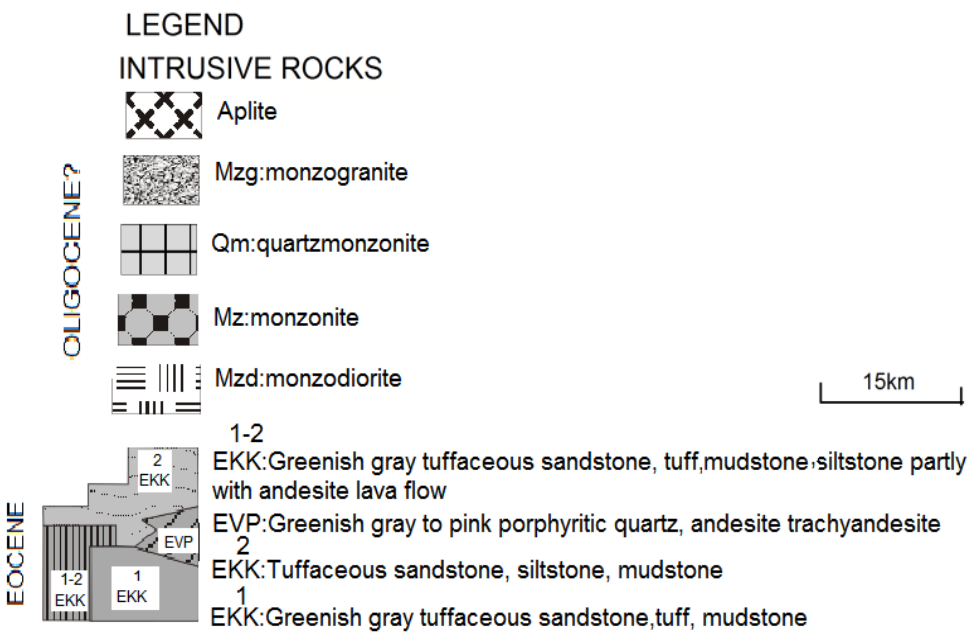 LEGEND
INTRUSIVE ROCKS
Aplite
OLIGOCENE?
Mzg:monzogranite
Qm:quartzmonzonite
Mz:monzonite
Mzd:monzodiorite
15km
1-2
EKK:Greenish gray tuffaceous sandstone, tuff,mudstone,siltstone partly
with andesite lava flow
2
EKK
EOCENE
EVP:Greenish gray to pink porphyritic quartz, andesite trachyandesite
EVP
2
EKK:Tuffaceous sandstone, siltstone, mudstone
1-2
EKK
1
EKK
1
EKK:Greenish gray tuffaceous sandstone,tuff, mudstone